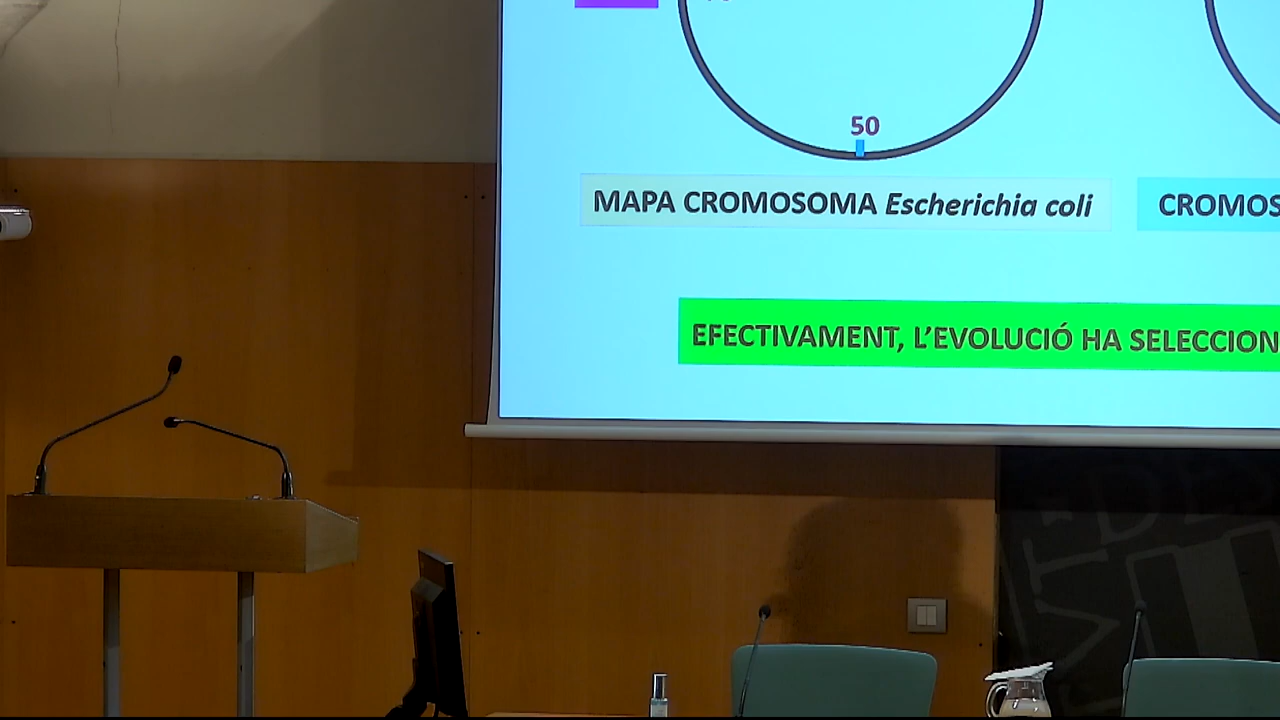 50
MAPA CROMOSOMA Escherichia coli
CROMOS
EFECTIVAMENT, L'EVOLUCIÓ HA SELECCION